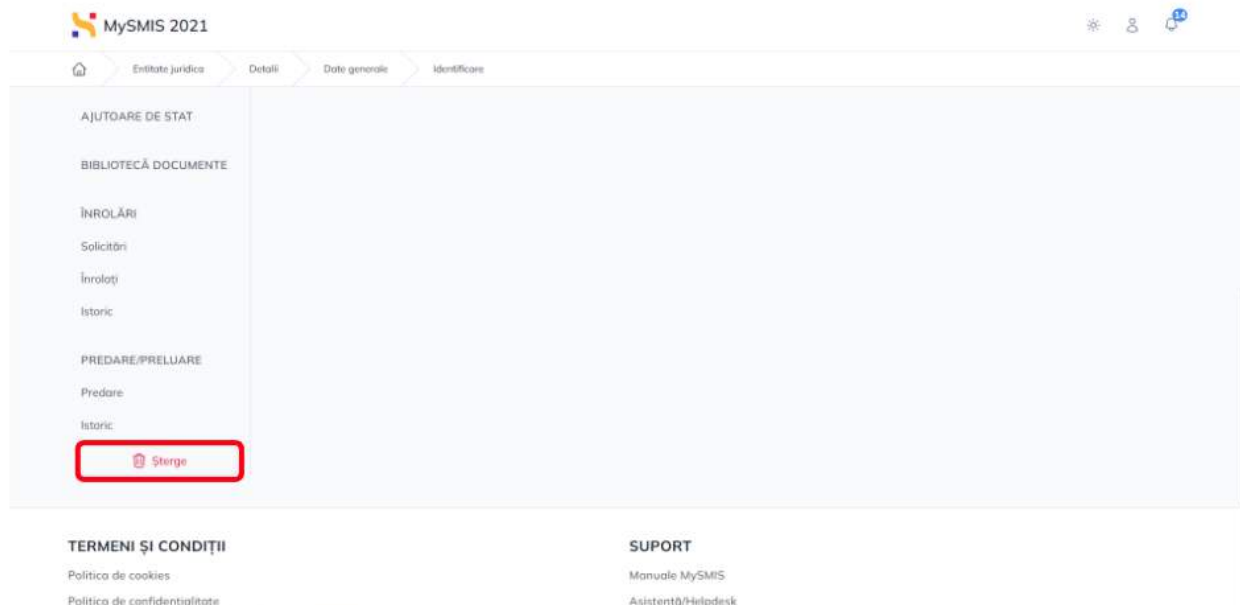 MySMIS 2021
14
Entitate juridica Detalii Date generale Identificare
AJUTOARE DE STAT
BIBLIOTECĂ DOCUMENTE
ÎNROLĂRI
Solicitări
Înrolați
Istoric
PREDARE/PRELUARE
Predare
Istoric
Șterge
TERMENI ȘI CONDIȚII
Politica de cookies
Politica de confidențialitate
SUPORT
Manuale MySMIS
Asistență/Helpdesk